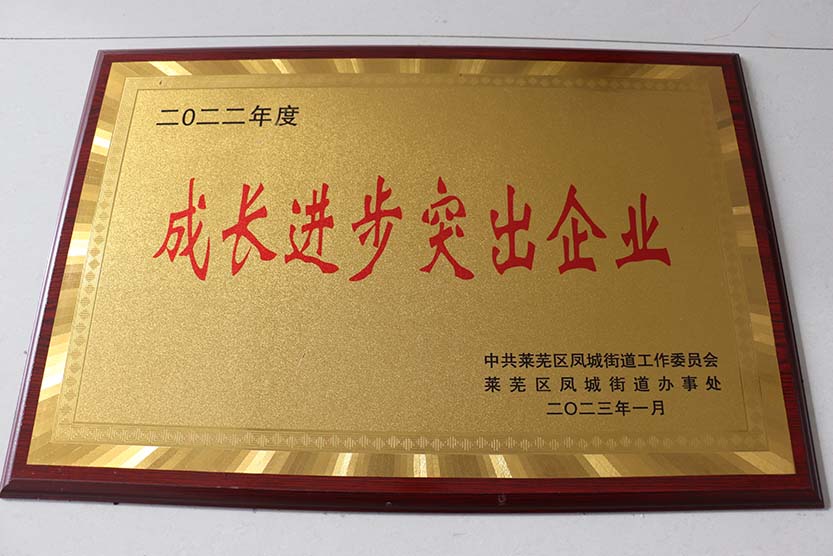 二〇二二年度
成长进步突出企业
中共莱芜区凤城街道工作委员会
莱芜区凤城街道办事处
二〇二三年一月